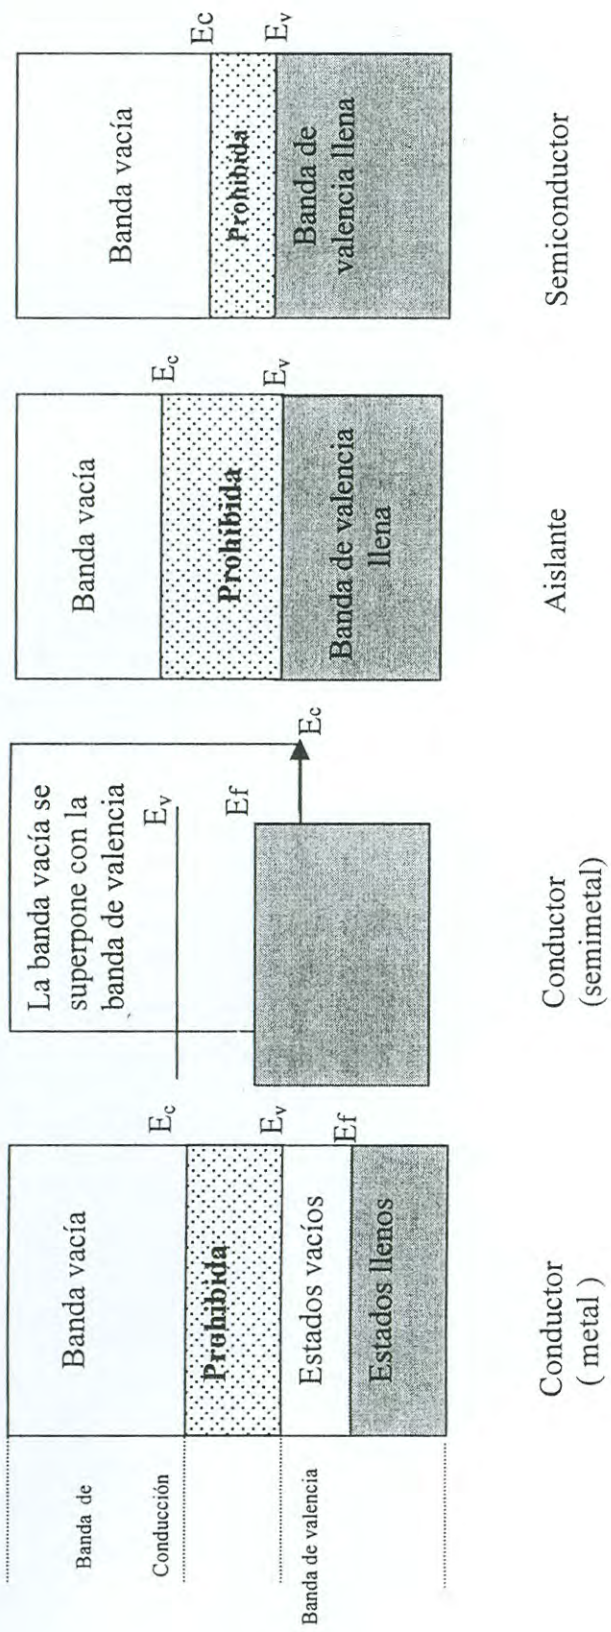 Banda de
Conducción
Banda de valencia
Banda vacía
Prohibida
Estados vacíos
Estados llenos
Ec
Ev
Ef
Conductor
( metal )
La banda vacía se
superpone con la
banda de valencia
Ev
Ef
Ec
Conductor
(semimetal)
Banda vacía
Prohibida
Banda de valencia
llena
Ec
Ev
Aislante
Banda vacía
Prohibida
Banda de
valencia llena
Ec
Ev
Semiconductor